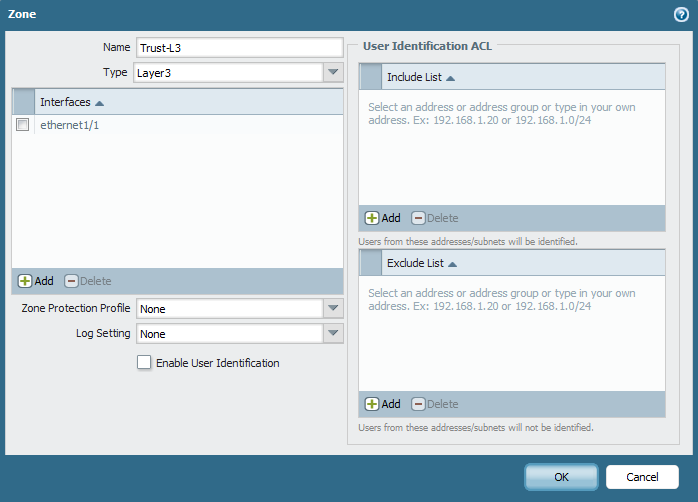 Zone
Name Trust-L3
Type Layer3
Interfaces
ethernet1/1
Add Delete
Zone Protection Profile None
Log Setting None
Enable User Identification
User Identification ACL
Include List
Select an address or address group or type in your own
address. Ex: 192.168.1.20 or 192.168.1.0/24
Add Delete
Users from these addresses/subnets will be identified.
Exclude List
Select an address or address group or type in your own
address. Ex: 192.168.1.20 or 192.168.1.0/24
Add Delete
Users from these addresses/subnets will not be identified.
OK Cancel